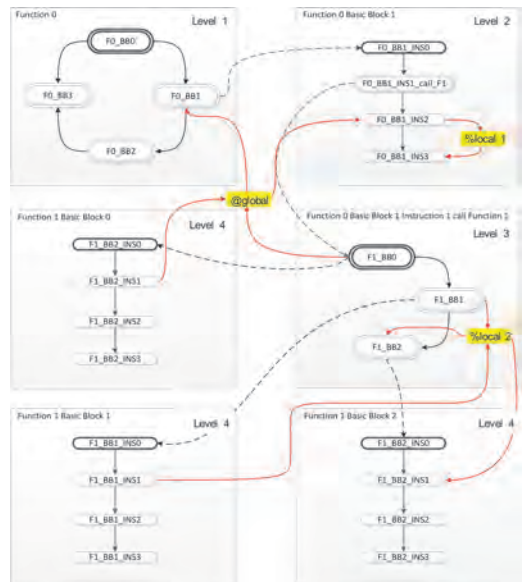 Function 0
Level 1
F0_BB0
F0_BB3
F0_BB1
F0_BB2
Function 0 Basic Block 1
Level 2
F0_BB1_INS0
F0_BB1_INS1_call_F1
F0_BB1_INS2
%local 1
F0_BB1_INS3
@global
Function 1 Basic Block 0
Level 4
F1_BB2_INS0
F1_BB2_INS1
F1_BB2_INS2
F1_BB2_INS3
Function 0 Basic Block 1 Instruction 1 call Function 1
Level 3
F1_BB0
F1_BB1
%local 2
F1_BB2
Function 1 Basic Block 1
Level 4
F1_BB1_INS0
F1_BB1_INS1
F1_BB1_INS2
F1_BB1_INS3
Function 1 Basic Block 2
Level 4
F1_BB2_INS0
F1_BB2_INS1
F1_BB2_INS2
F1_BB2_INS3